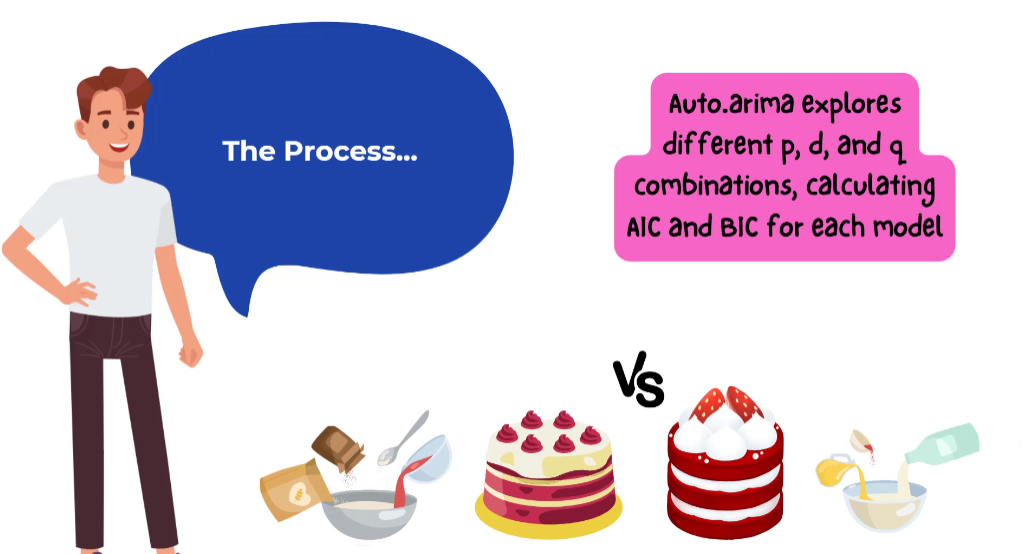 The Process...
Auto.arima explores
different p, d, and q
combinations, calculating
AIC and BIC for each model
VS